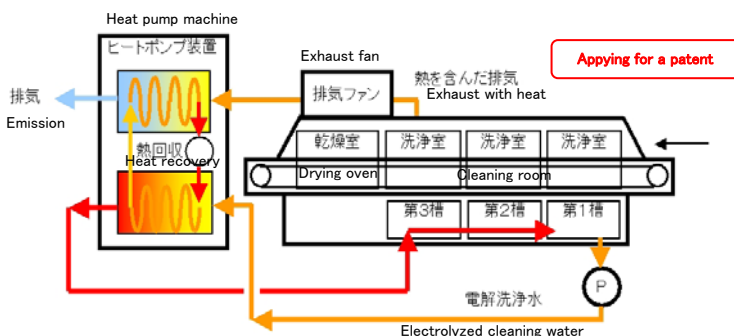 Heat pump machine
ヒートポンプ装置
Exhaust fan
排気ファン
熱を含んだ排気
Exhaust with heat
Appying for a patent
排気
Emission
熱回収
Heat recovery
乾燥室
洗浄室
洗浄室
洗浄室
Drying oven
Cleaning room
第3槽
第2槽
第1槽
P
電解洗浄水
Electrolyzed cleaning water